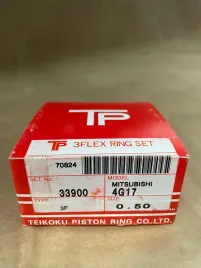 TP
TP 3FLEX RING SET
70824
SET No. MODEL
MITSUBISHI
33900 4G17
TYPE SIZE
3F 0.50
TEIKOKU PISTON RING CO.,LTD.